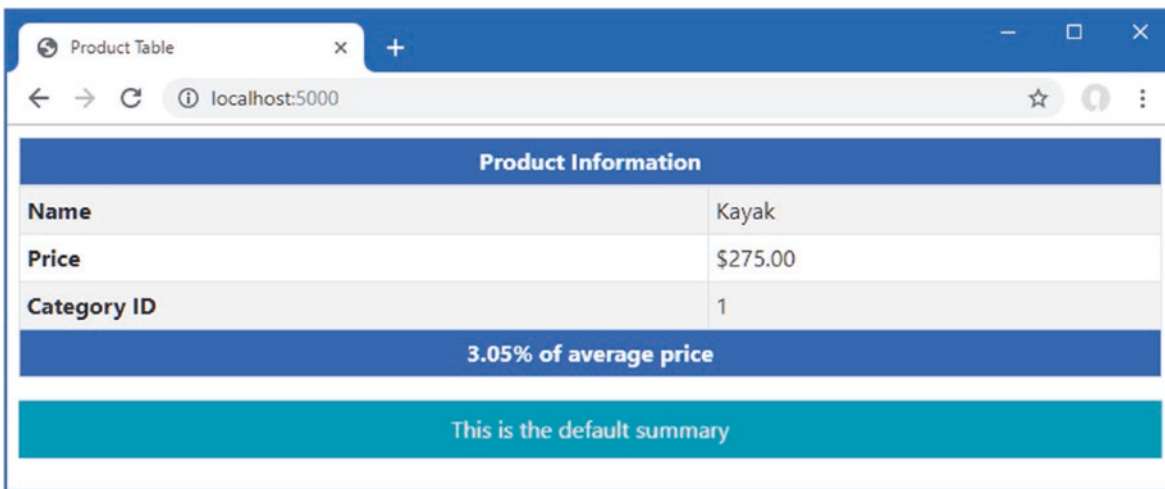 Product Table
localhost:5000
Product Information
Name Kayak
Price $275.00
Category ID 1
3.05% of average price
This is the default summary